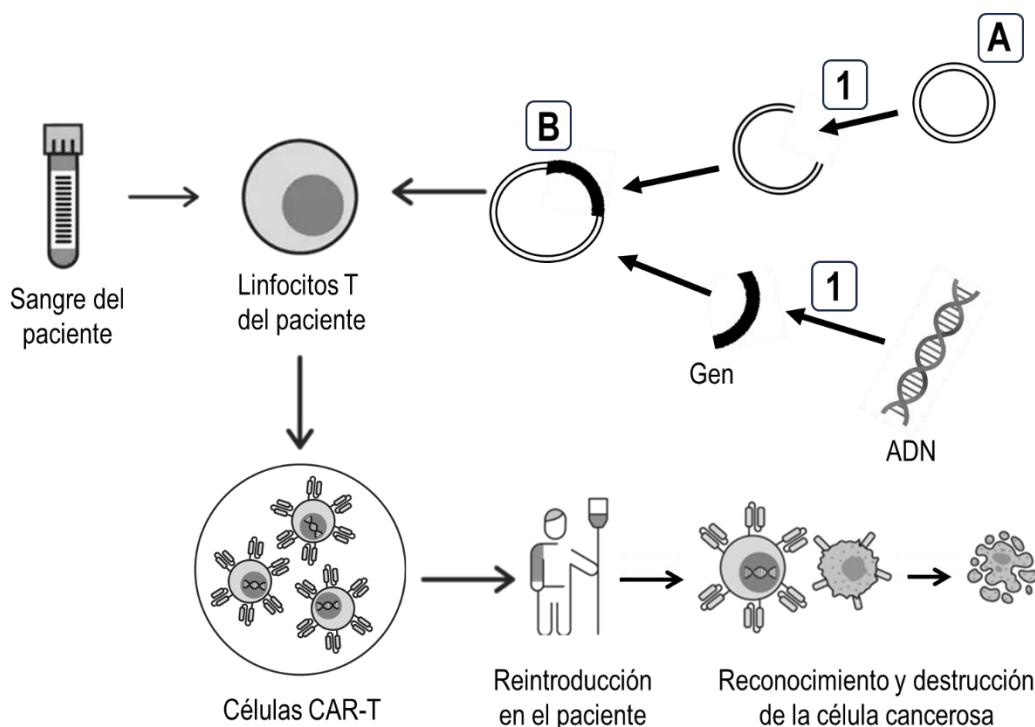 A
1
B
Sangre del
paciente
Linfocitos T
del paciente
1
Gen
ADN
Células CAR-T
Reintroducción
en el paciente
Reconocimiento y destrucción
de la célula cancerosa